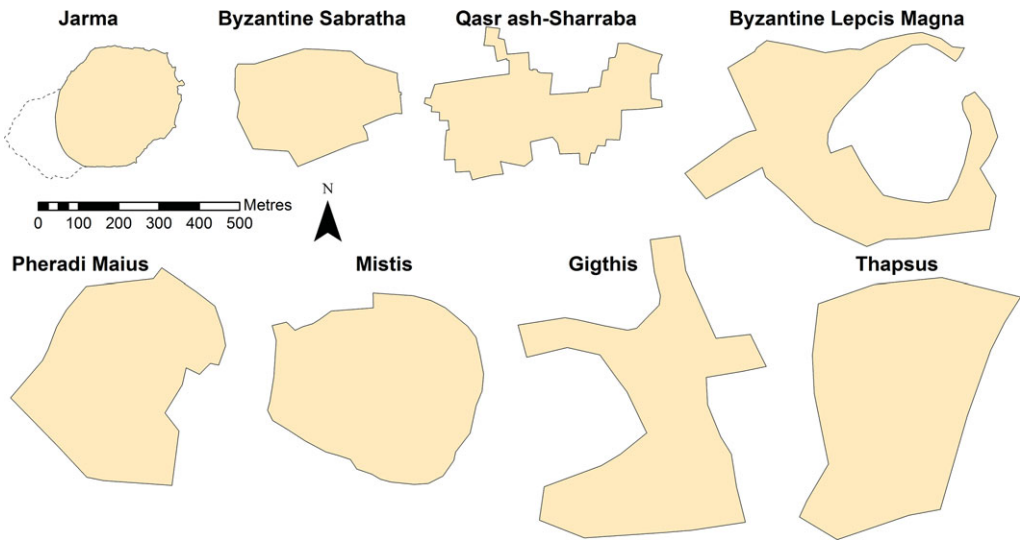 Jarma
Byzantine Sabratha
Qasr ash-Sharraba
Byzantine Lepcis Magna
N
Metres
0 100 200 300 400 500
Pheradi Maius
Mistis
Gigthis
Thapsus